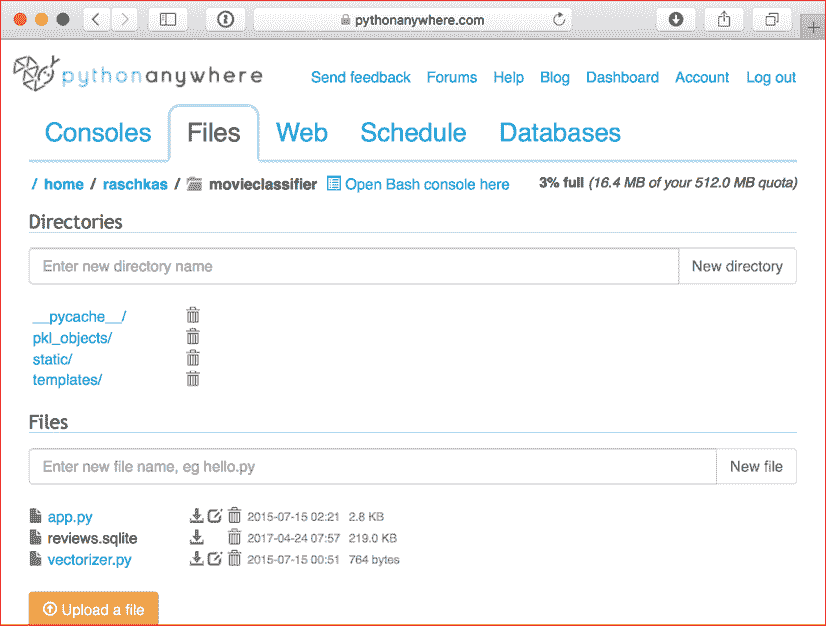 pythonanywhere.com
pythonanywhere
Send feedback Forums Help Blog Dashboard Account Log out
Consoles Files Web Schedule Databases
/ home / raschkas / movieclassifier Open Bash console here 3% full (16.4 MB of your 512.0 MB quota)
Directories
Enter new directory name New directory
__pycache__/
pkl_objects/
static/
templates/
Files
Enter new file name, eg hello.py New file
app.py 2015-07-15 02:21 2.8 KB
reviews.sqlite 2017-04-24 07:57 219.0 KB
vectorizer.py 2015-07-15 00:51 764 bytes
Upload a file